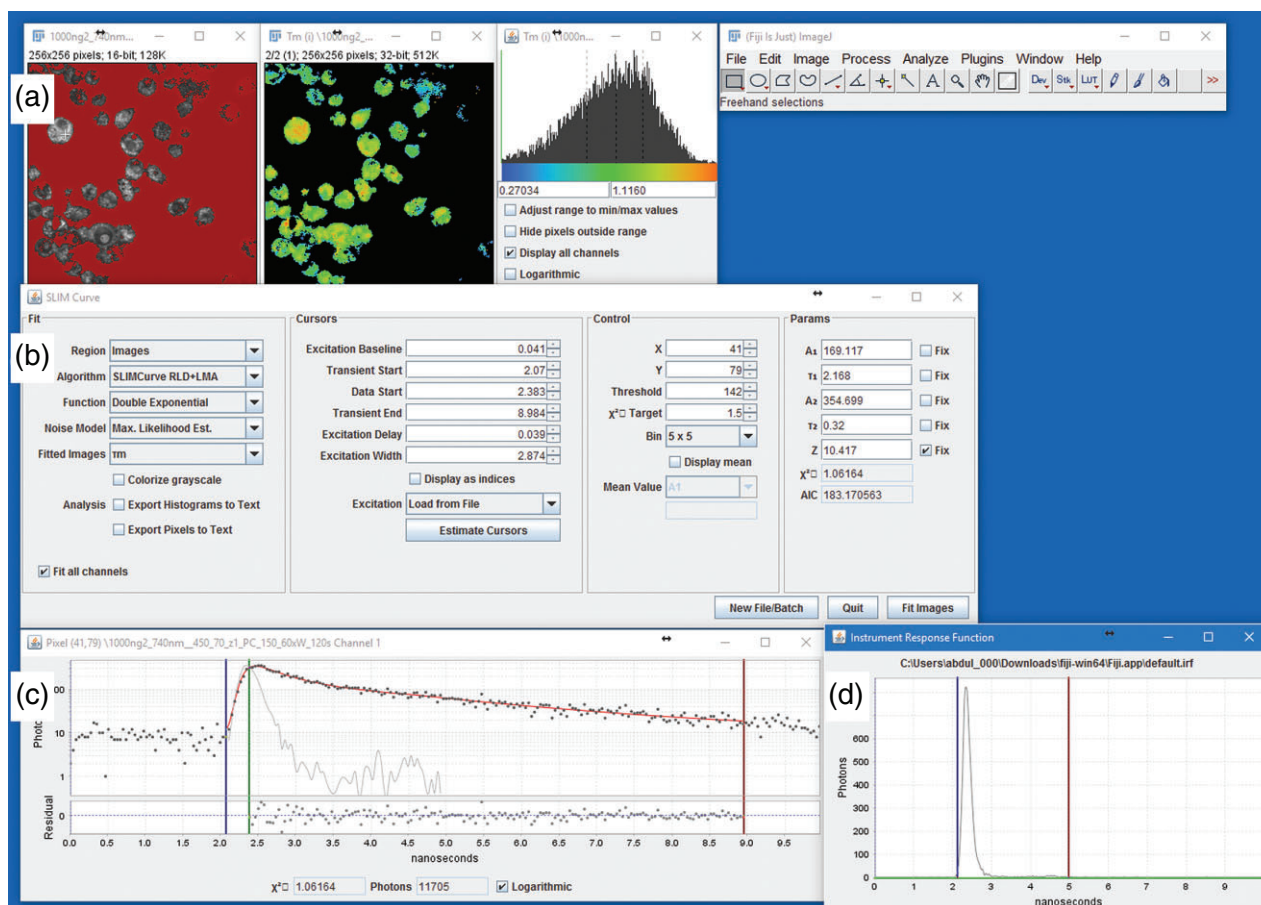 1000ng2_740nm...
256x256 pixels; 16-bit; 128K
(a)
Tm (i) \1000ng2_...
2/2 (1); 256x256 pixels; 32-bit; 512K
Tm (i) \1000n...
0.27034 1.1160
Adjust range to min/max values
Hide pixels outside range
Display all channels
Logarithmic
(Fiji Is Just) ImageJ
File Edit Image Process Analyze Plugins Window Help
A Dev Stk LUT >>
Freehand selections
SLIM Curve
(b)
Fit
Region Images
Algorithm SLIMCurve RLD+LMA
Function Double Exponential
Noise Model Max. Likelihood Est.
Fitted Images τm
Colorize grayscale
Analysis Export Histograms to Text
Export Pixels to Text
Fit all channels
Cursors
Excitation Baseline 0.041
Transient Start 2.07
Data Start 2.383
Transient End 8.984
Excitation Delay 0.039
Excitation Width 2.874
Display as indices
Excitation Load from File
Estimate Cursors
Control
X 41
Y 79
Threshold 142
χ²□ Target 1.5
Bin 5 x 5
Display mean
Mean Value A1
Params
A1 169.117 Fix
τ1 2.168 Fix
A2 354.699 Fix
τ2 0.32 Fix
Z 10.417 Fix
χ²□ 1.06164
AIC 183.170563
New File/Batch Quit Fit Images
Pixel (41,79) \1000ng2_740nm__450_70_z1_PC_150_60xW_120s Channel 1
(c)
Photo
00
10
1
Residual
0
0.0 0.5 1.0 1.5 2.0 2.5 3.0 3.5 4.0 4.5 5.0 5.5 6.0 6.5 7.0 7.5 8.0 8.5 9.0 9.5
nanoseconds
χ²□ 1.06164 Photons 11705 Logarithmic
Instrument Response Function
(d)
C:\Users\abdul_000\Downloads\fiji-win64\Fiji.app\default.irf
Photons
600
500
400
300
200
100
0
0 1 2 3 4 5 6 7 8 9
nanoseconds